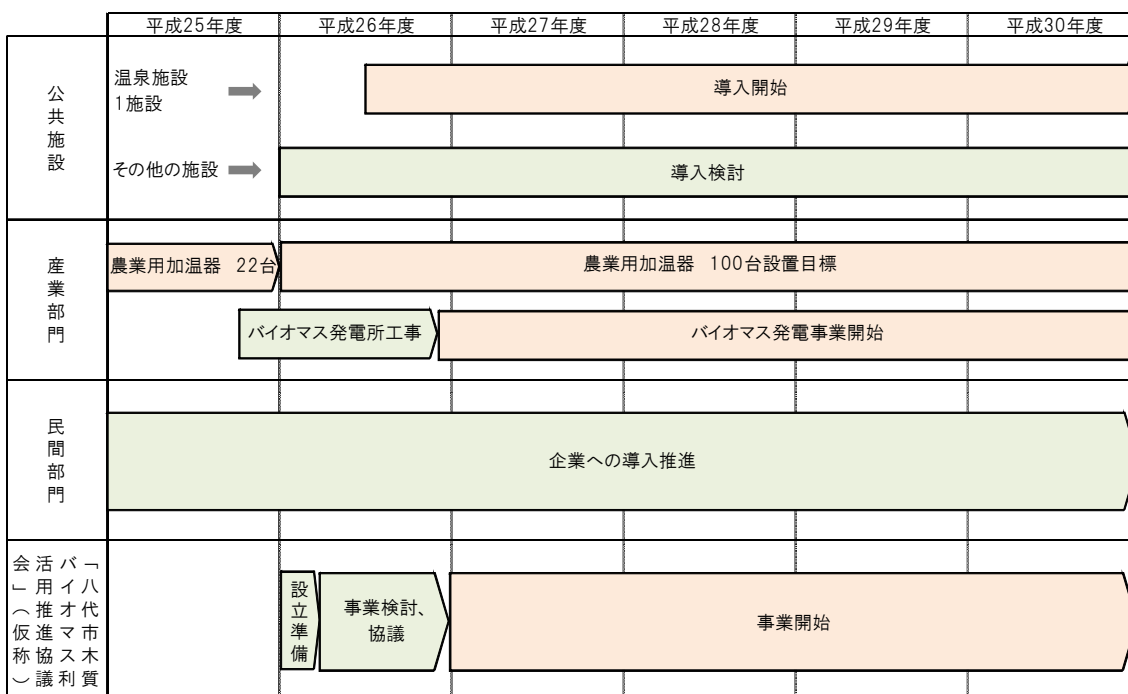 平成25年度 平成26年度 平成27年度 平成28年度 平成29年度 平成30年度
公共施設
温泉施設
1施設
導入開始
その他の施設
導入検討
産業部門
農業用加温器 22台
農業用加温器 100台設置目標
バイオマス発電所工事
バイオマス発電事業開始
民間部門
企業への導入推進
「八代市木質
バイオマス利
活用推進協議
会」(仮称)
設立準備
事業検討、
協議
事業開始